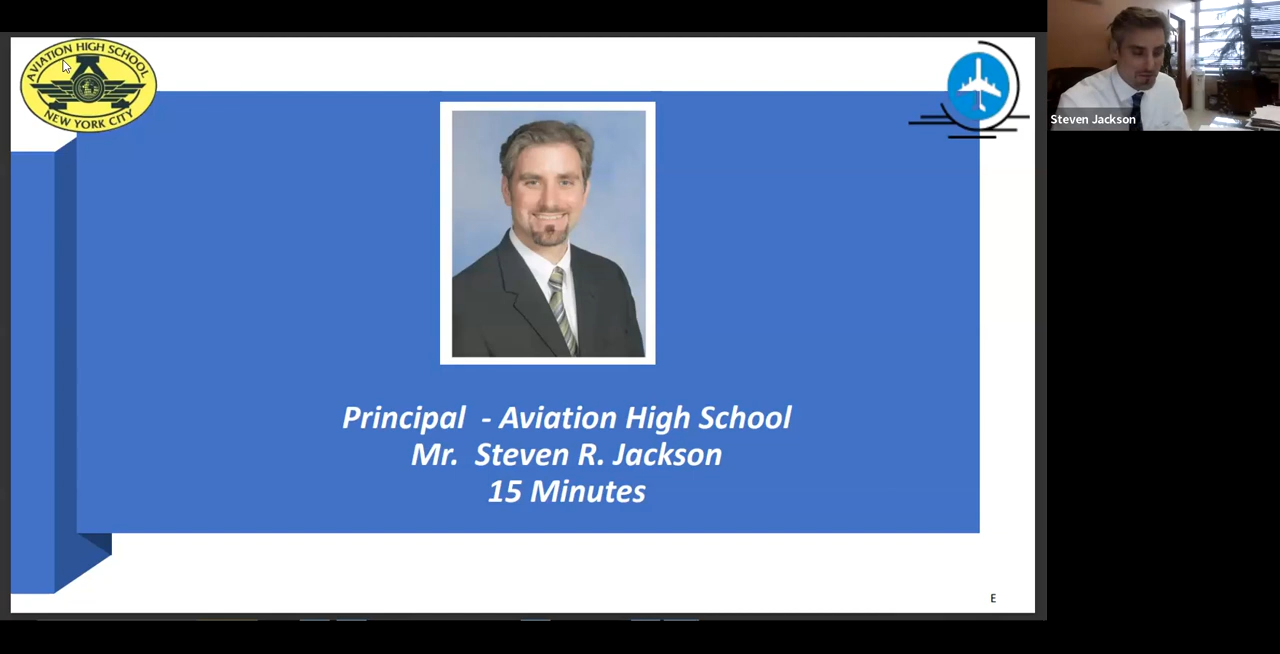 AVIATION HIGH SCHOOL
NEW YORK CITY
Steven Jackson
Principal - Aviation High School
Mr. Steven R. Jackson
15 Minutes
E